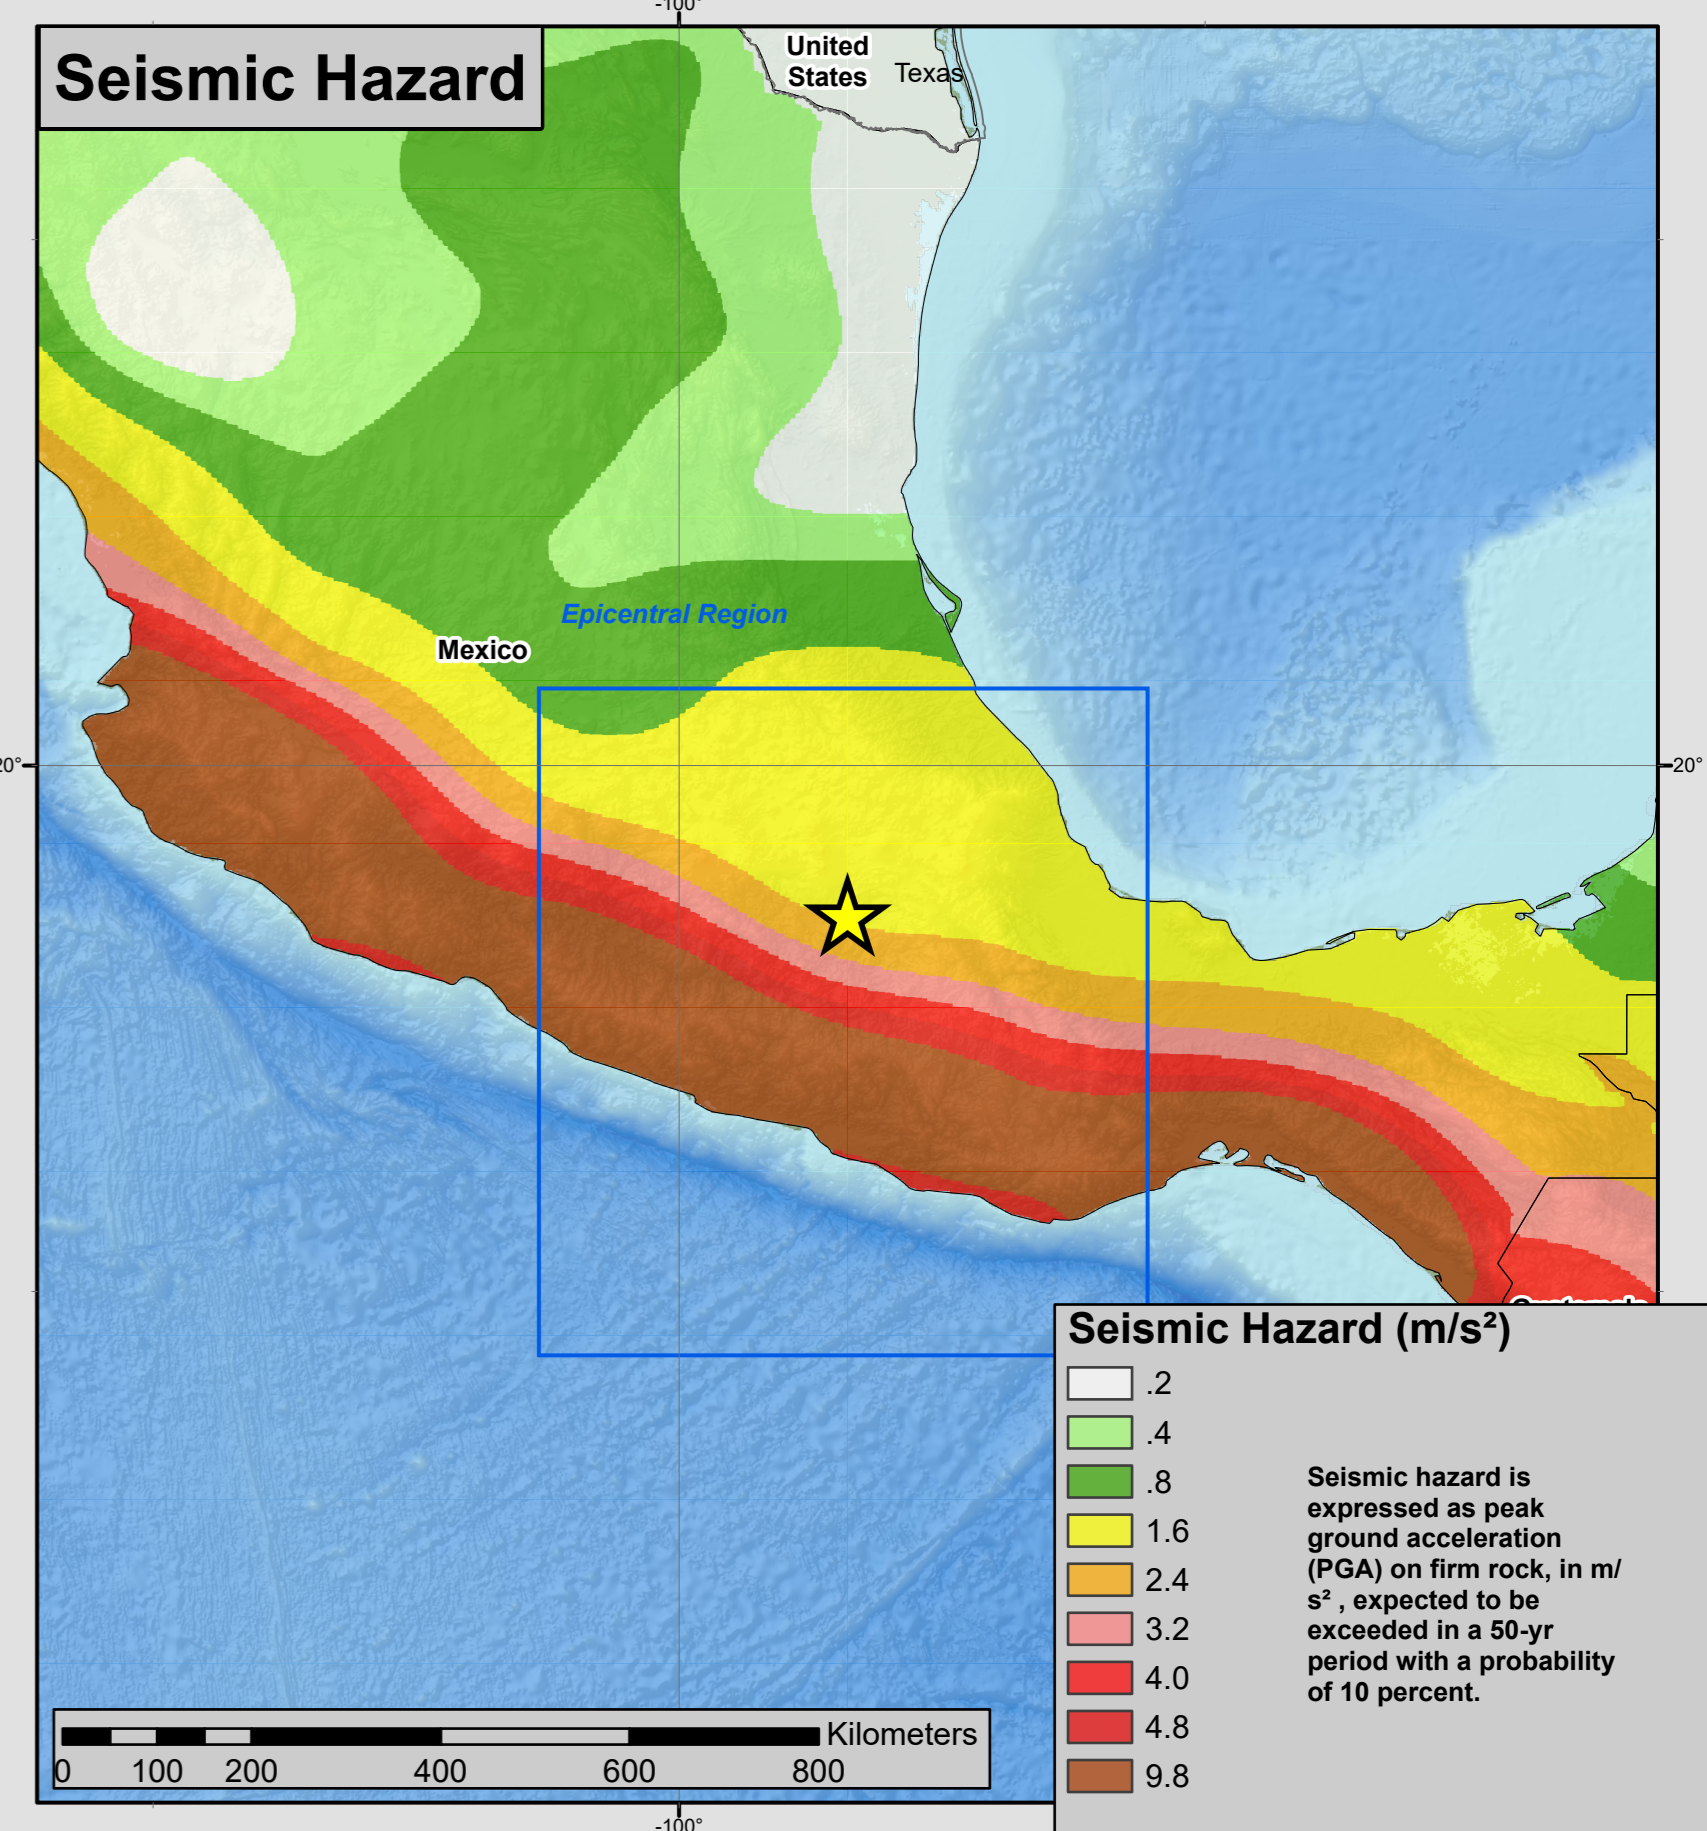 -100°
Seismic Hazard
United
States
Texas
Epicentral Region
Mexico
20°
20°
Seismic Hazard (m/s²)
.2
.4
.8
1.6
2.4
3.2
4.0
4.8
9.8
Seismic hazard is
expressed as peak
ground acceleration
(PGA) on firm rock, in m/
s² , expected to be
exceeded in a 50-yr
period with a probability
of 10 percent.
Kilometers
0 100 200 400 600 800
-100°